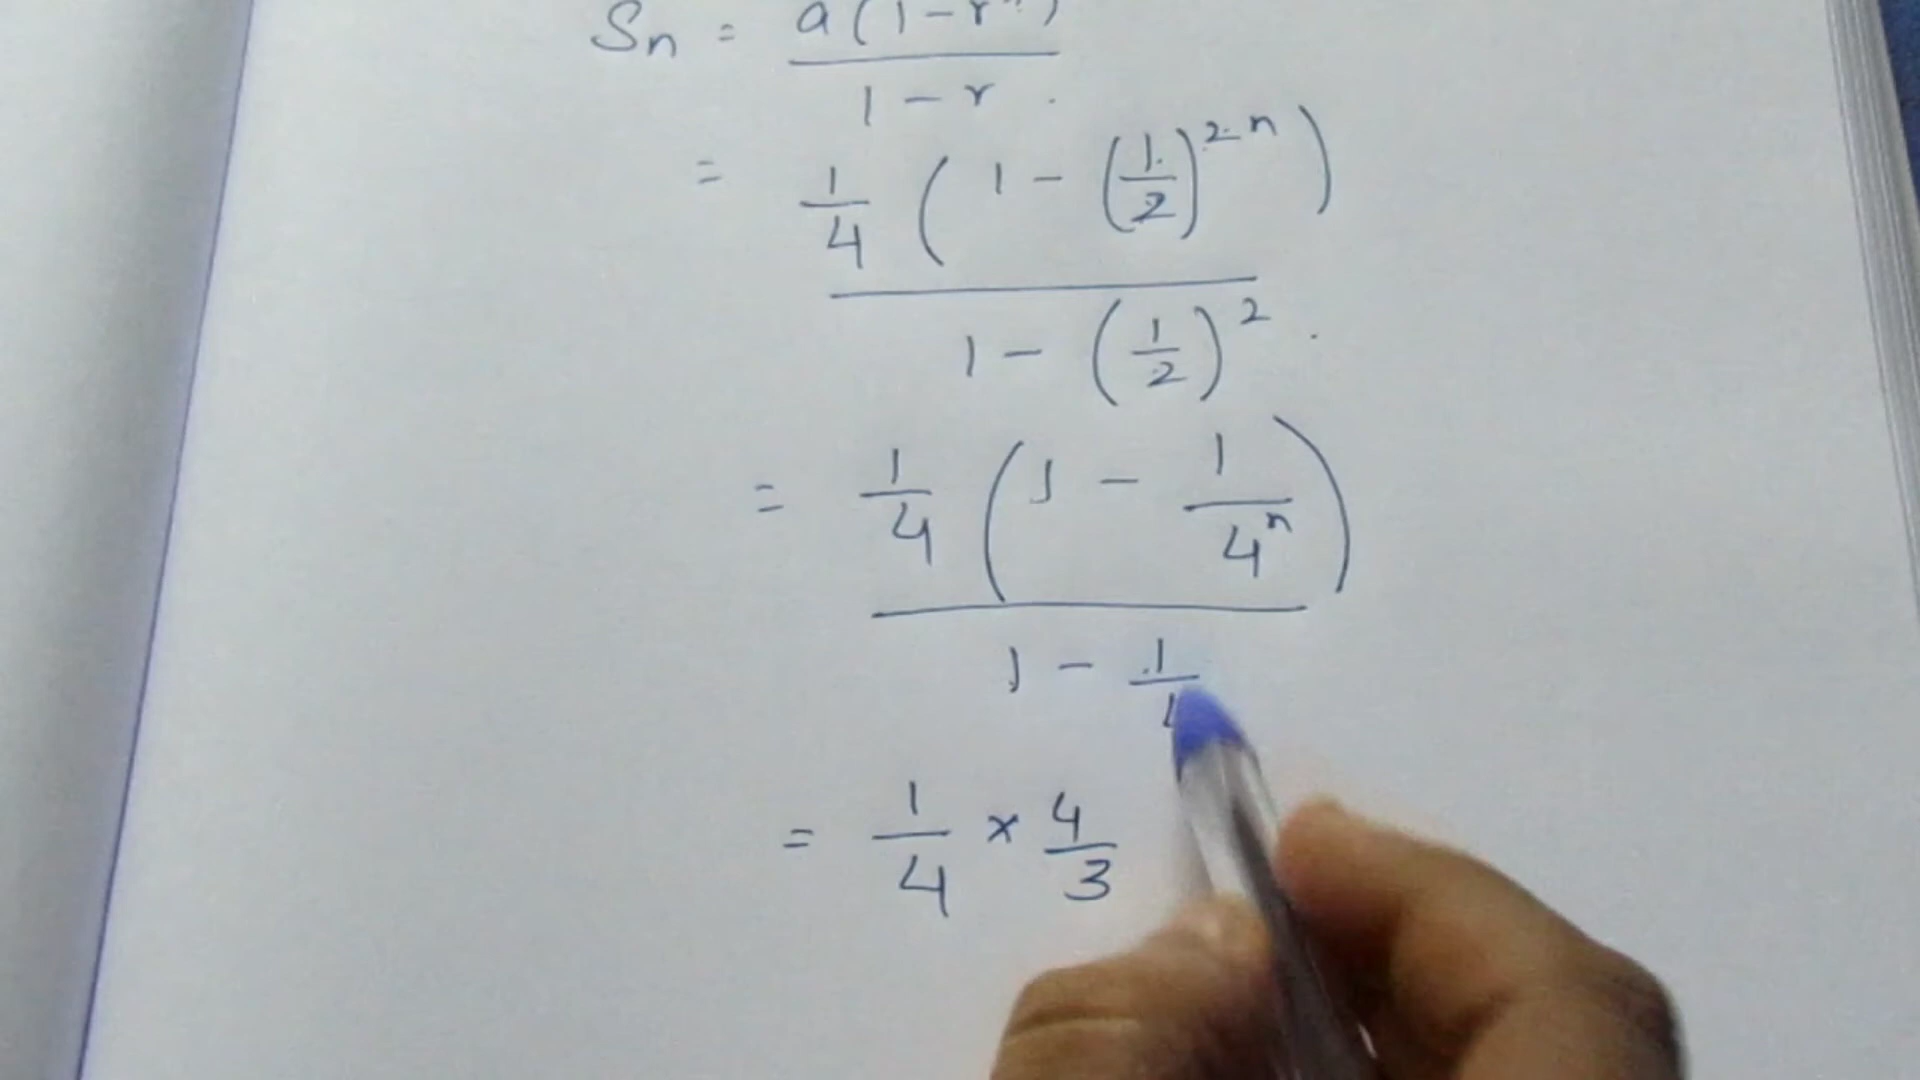 Sn = a(1-r^n) / 1-r
= 1/4 (1 - (1/2)^2n) / 1 - (1/2)^2
= 1/4 (1 - 1/4^n) / 1 - 1/
= 1/4 × 4/3